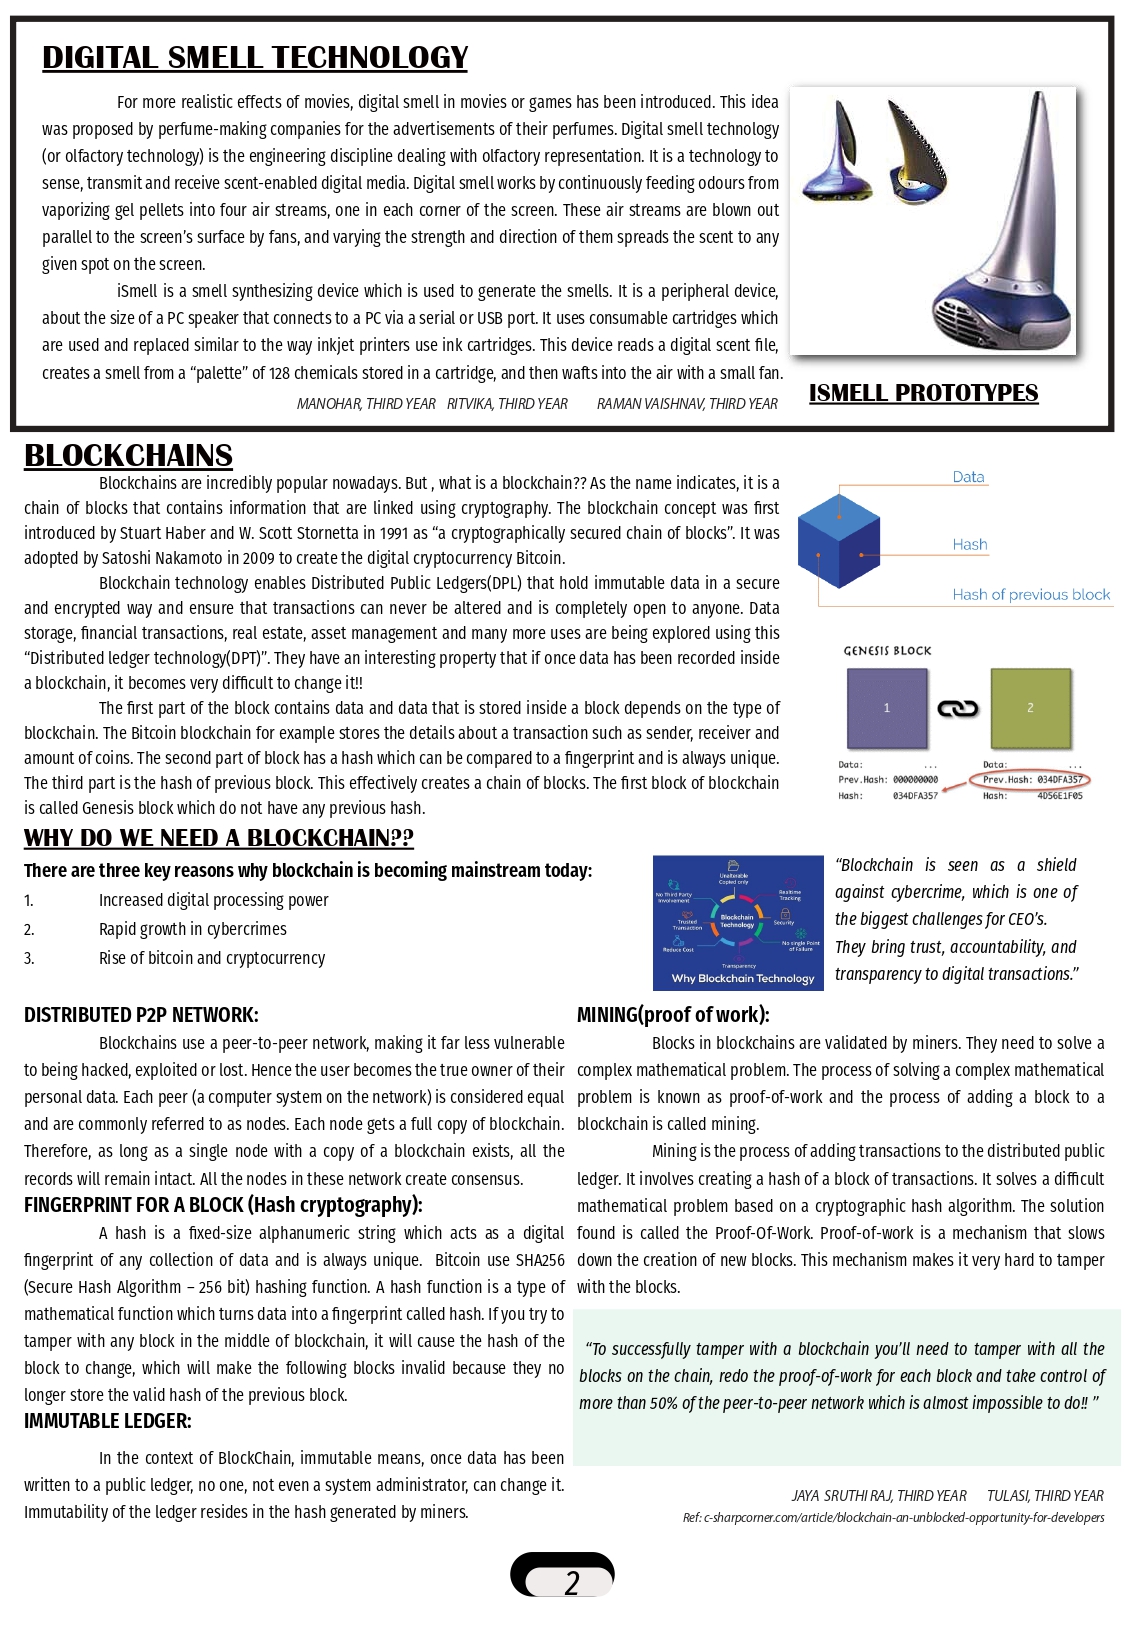 DIGITAL SMELL TECHNOLOGY
For more realistic effects of movies, digital smell in movies or games has been introduced. This idea
was proposed by perfume-making companies for the advertisements of their perfumes. Digital smell technology
(or olfactory technology) is the engineering discipline dealing with olfactory representation. It is a technology to
sense, transmit and receive scent-enabled digital media. Digital smell works by continuously feeding odours from
vaporizing gel pellets into four air streams, one in each corner of the screen. These air streams are blown out
parallel to the screen's surface by fans, and varying the strength and direction of them spreads the scent to any
given spot on the screen.
iSmell is a smell synthesizing device which is used to generate the smells. It is a peripheral device,
about the size of a PC speaker that connects to a PC via a serial or USB port. It uses consumable cartridges which
are used and replaced similar to the way inkjet printers use ink cartridges. This device reads a digital scent file,
creates a smell from a “palette” of 128 chemicals stored in a cartridge, and then wafts into the air with a small fan.
MANOHAR, THIRD YEAR RITVIKA, THIRD YEAR RAMAN VAISHNAV, THIRD YEAR
ISMELL PROTOTYPES
BLOCKCHAINS
Blockchains are incredibly popular nowadays. But , what is a blockchain?? As the name indicates, it is a
chain of blocks that contains information that are linked using cryptography. The blockchain concept was first
introduced by Stuart Haber and W. Scott Stornetta in 1991 as “a cryptographically secured chain of blocks”. It was
adopted by Satoshi Nakamoto in 2009 to create the digital cryptocurrency Bitcoin.
Blockchain technology enables Distributed Public Ledgers(DPL) that hold immutable data in a secure
and encrypted way and ensure that transactions can never be altered and is completely open to anyone. Data
storage, financial transactions, real estate, asset management and many more uses are being explored using this
“Distributed ledger technology(DPT)”. They have an interesting property that if once data has been recorded inside
a blockchain, it becomes very difficult to change it!!
The first part of the block contains data and data that is stored inside a block depends on the type of
blockchain. The Bitcoin blockchain for example stores the details about a transaction such as sender, receiver and
amount of coins. The second part of block has a hash which can be compared to a fingerprint and is always unique.
The third part is the hash of previous block. This effectively creates a chain of blocks. The first block of blockchain
is called Genesis block which do not have any previous hash.
Data
Hash
Hash of previous block
GENESIS BLOCK
1 2
Data: ... Data: ...
Prev.Hash: 000000000 Prev.Hash: 034DFA357
Hash: 034DFA357 Hash: 4D56E1F05
WHY DO WE NEED A BLOCKCHAIN??
There are three key reasons why blockchain is becoming mainstream today:
1. Increased digital processing power
2. Rapid growth in cybercrimes
3. Rise of bitcoin and cryptocurrency
Unalterable
Copied only
No Third Party
Involvement
Realtime
Tracking
Trusted
Transaction
Blockchain
Technology
Security
Reduce Cost
No single Point
of Failure
Transparency
Why Blockchain Technology
“Blockchain is seen as a shield
against cybercrime, which is one of
the biggest challenges for CEO's.
They bring trust, accountability, and
transparency to digital transactions.”
DISTRIBUTED P2P NETWORK:
Blockchains use a peer-to-peer network, making it far less vulnerable
to being hacked, exploited or lost. Hence the user becomes the true owner of their
personal data. Each peer (a computer system on the network) is considered equal
and are commonly referred to as nodes. Each node gets a full copy of blockchain.
Therefore, as long as a single node with a copy of a blockchain exists, all the
records will remain intact. All the nodes in these network create consensus.
FINGERPRINT FOR A BLOCK (Hash cryptography):
A hash is a fixed-size alphanumeric string which acts as a digital
fingerprint of any collection of data and is always unique. Bitcoin use SHA256
(Secure Hash Algorithm – 256 bit) hashing function. A hash function is a type of
mathematical function which turns data into a fingerprint called hash. If you try to
tamper with any block in the middle of blockchain, it will cause the hash of the
block to change, which will make the following blocks invalid because they no
longer store the valid hash of the previous block.
IMMUTABLE LEDGER:
In the context of BlockChain, immutable means, once data has been
written to a public ledger, no one, not even a system administrator, can change it.
Immutability of the ledger resides in the hash generated by miners.
MINING(proof of work):
Blocks in blockchains are validated by miners. They need to solve a
complex mathematical problem. The process of solving a complex mathematical
problem is known as proof-of-work and the process of adding a block to a
blockchain is called mining.
Mining is the process of adding transactions to the distributed public
ledger. It involves creating a hash of a block of transactions. It solves a difficult
mathematical problem based on a cryptographic hash algorithm. The solution
found is called the Proof-Of-Work. Proof-of-work is a mechanism that slows
down the creation of new blocks. This mechanism makes it very hard to tamper
with the blocks.
“To successfully tamper with a blockchain you'll need to tamper with all the
blocks on the chain, redo the proof-of-work for each block and take control of
more than 50% of the peer-to-peer network which is almost impossible to do!! ”
JAYA SRUTHI RAJ, THIRD YEAR TULASI, THIRD YEAR
Ref: c-sharpcorner.com/article/blockchain-an-unblocked-opportunity-for-developers
2